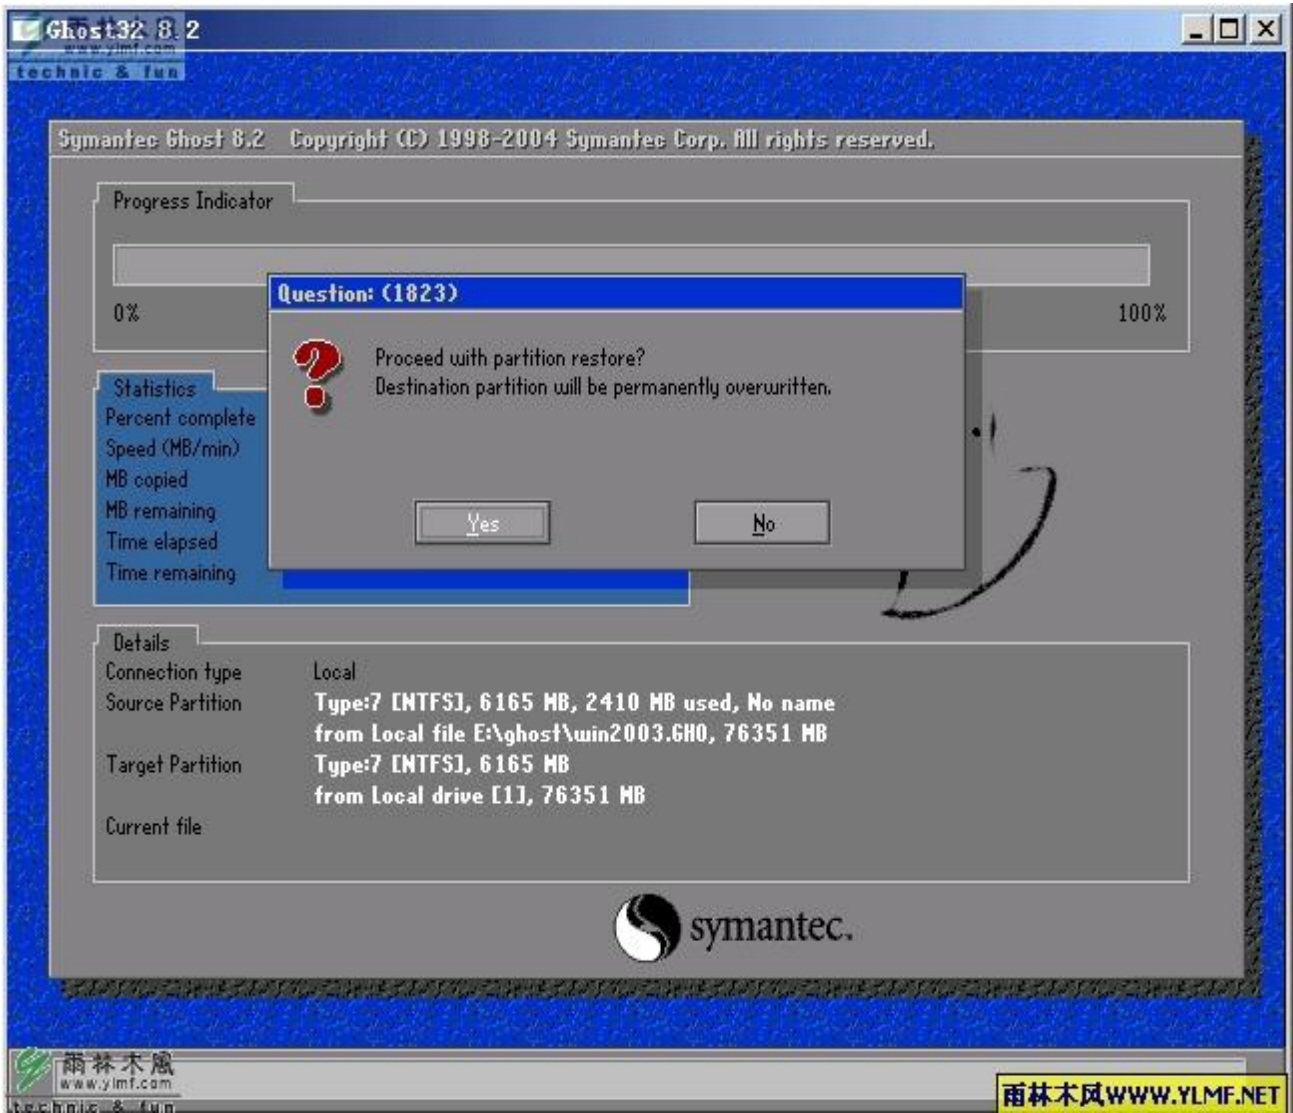 Ghost32 8.2
雨林木風
www.ylmf.com
technic & fun
Symantec Ghost 8.2 Copyright (C) 1998-2004 Symantec Corp. All rights reserved.
Progress Indicator
0%
100%
Question: (1823)
Proceed with partition restore?
Destination partition will be permanently overwritten.
Yes
No
Statistics
Percent complete
Speed (MB/min)
MB copied
MB remaining
Time elapsed
Time remaining
Details
Connection type Local
Source Partition Type:7 [NTFS], 6165 MB, 2410 MB used, No name
from Local file E:\ghost\win2003.GHO, 76351 MB
Target Partition Type:7 [NTFS], 6165 MB
from Local drive [1], 76351 MB
Current file
symantec.
雨林木風
www.ylmf.com
technic & fun
雨林木风WWW.YLMF.NET